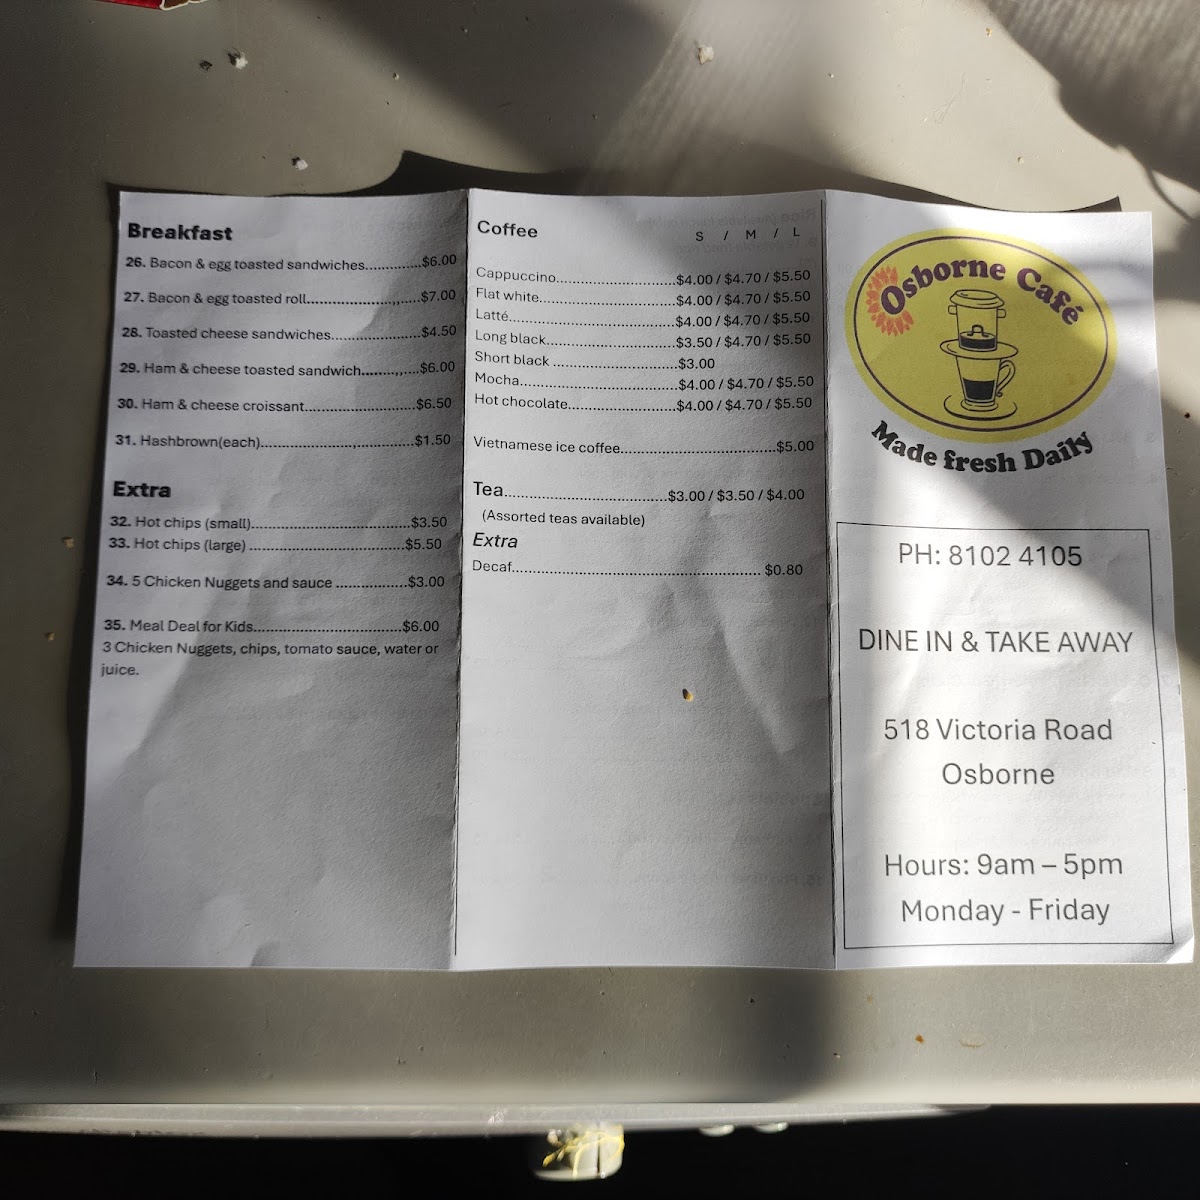 Breakfast
26. Bacon & egg toasted sandwiches..............$6.00
27. Bacon & egg toasted roll.......................,,....$7.00
28. Toasted cheese sandwiches......................$4.50
29. Ham & cheese toasted sandwich........,,....$6.00
30. Ham & cheese croissant...........................$6.50
31. Hashbrown(each).......................,..............$1.50
Extra
32. Hot chips (small).......................................$3.50
33. Hot chips (large) ......................................$5.50
34. 5 Chicken Nuggets and sauce .................$3.00
35. Meal Deal for Kids....................................$6.00
3 Chicken Nuggets, chips, tomato sauce, water or
juice.
Coffee S / M / L
Cappuccino.............................$4.00 / $4.70 / $5.50
Flat white.................................$4.00 / $4.70 / $5.50
Latté........................................$4.00 / $4.70 / $5.50
Long black...............................$3.50 / $4.70 / $5.50
Short black ..............................$3.00
Mocha......................................$4.00 / $4.70 / $5.50
Hot chocolate..........................$4.00 / $4.70 / $5.50
Vietnamese ice coffee......................................$5.00
Tea.......................................$3.00 / $3.50 / $4.00
(Assorted teas available)
Extra
Decaf............................................................. $0.80
Osborne Café
Made fresh Daily
PH: 8102 4105
DINE IN & TAKE AWAY
518 Victoria Road
Osborne
Hours: 9am – 5pm
Monday - Friday